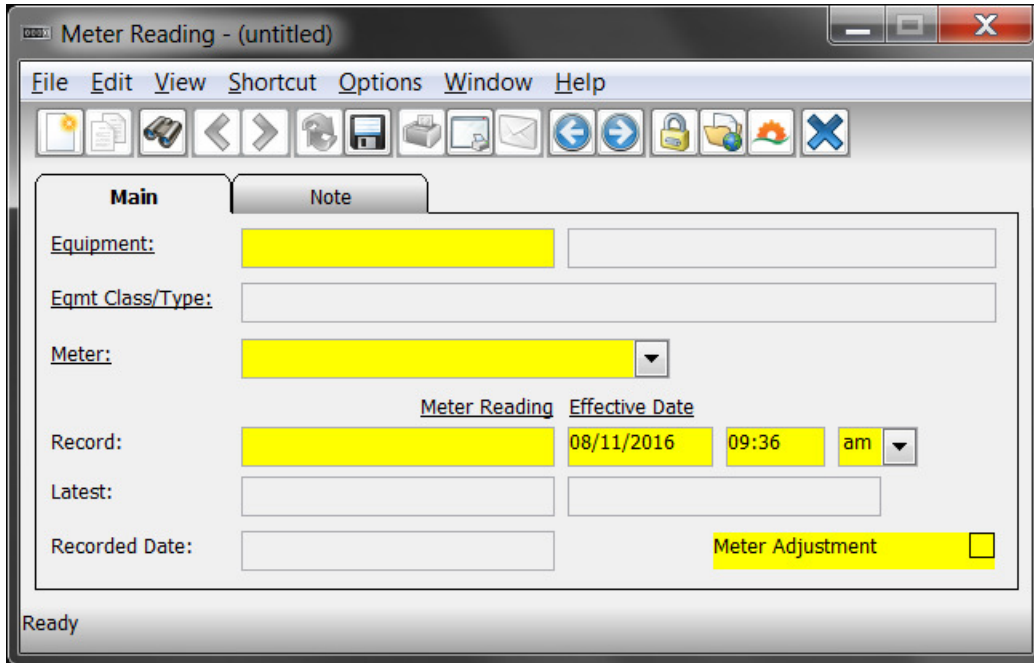 Meter Reading - (untitled)
File Edit View Shortcut Options Window Help
Main Note
Equipment:
Eqmt Class/Type:
Meter:
Meter Reading Effective Date
Record: 08/11/2016 09:36 am
Latest:
Recorded Date: Meter Adjustment
Ready